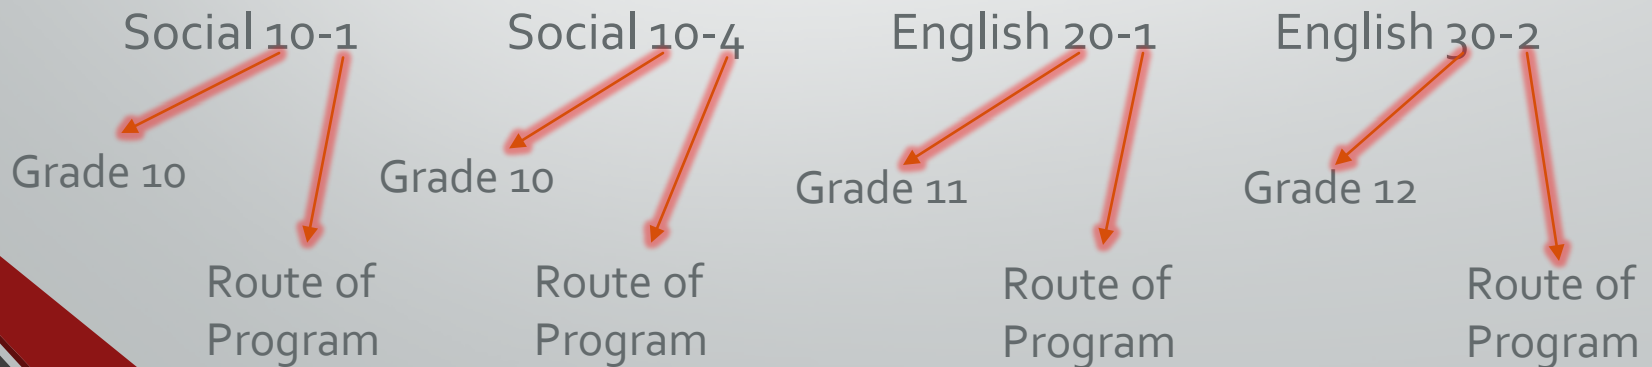 Social 10-1
Social 10-4
English 20-1
English 30-2
Grade 10
Grade 10
Grade 11
Grade 12
Route of
Program
Route of
Program
Route of
Program
Route of
Program